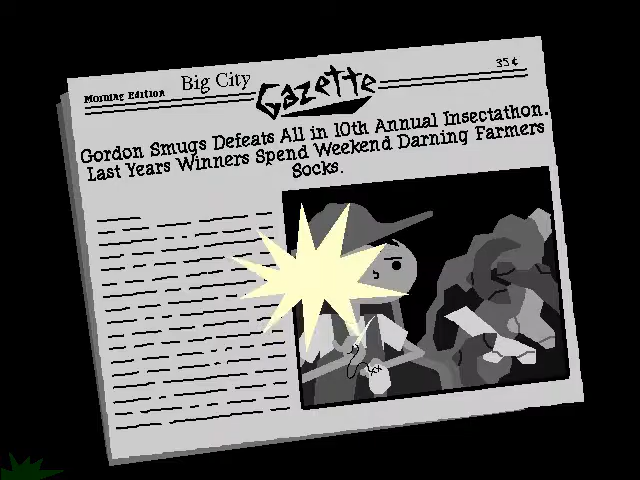 Morning Edition
Big City
Gazette
35¢
Gordon Smugs Defeats All in 10th Annual Insectathon.
Last Years Winners Spend Weekend Darning Farmers
Socks.